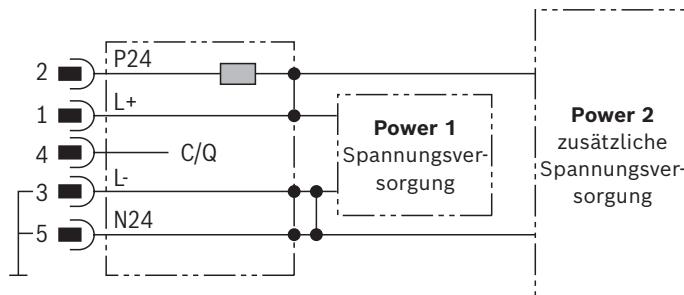 2 P24
1 L+
4 C/Q
3 L-
5 N24
Power 1
Spannungsver-
sorgung
Power 2
zusätzliche
Spannungsver-
sorgung